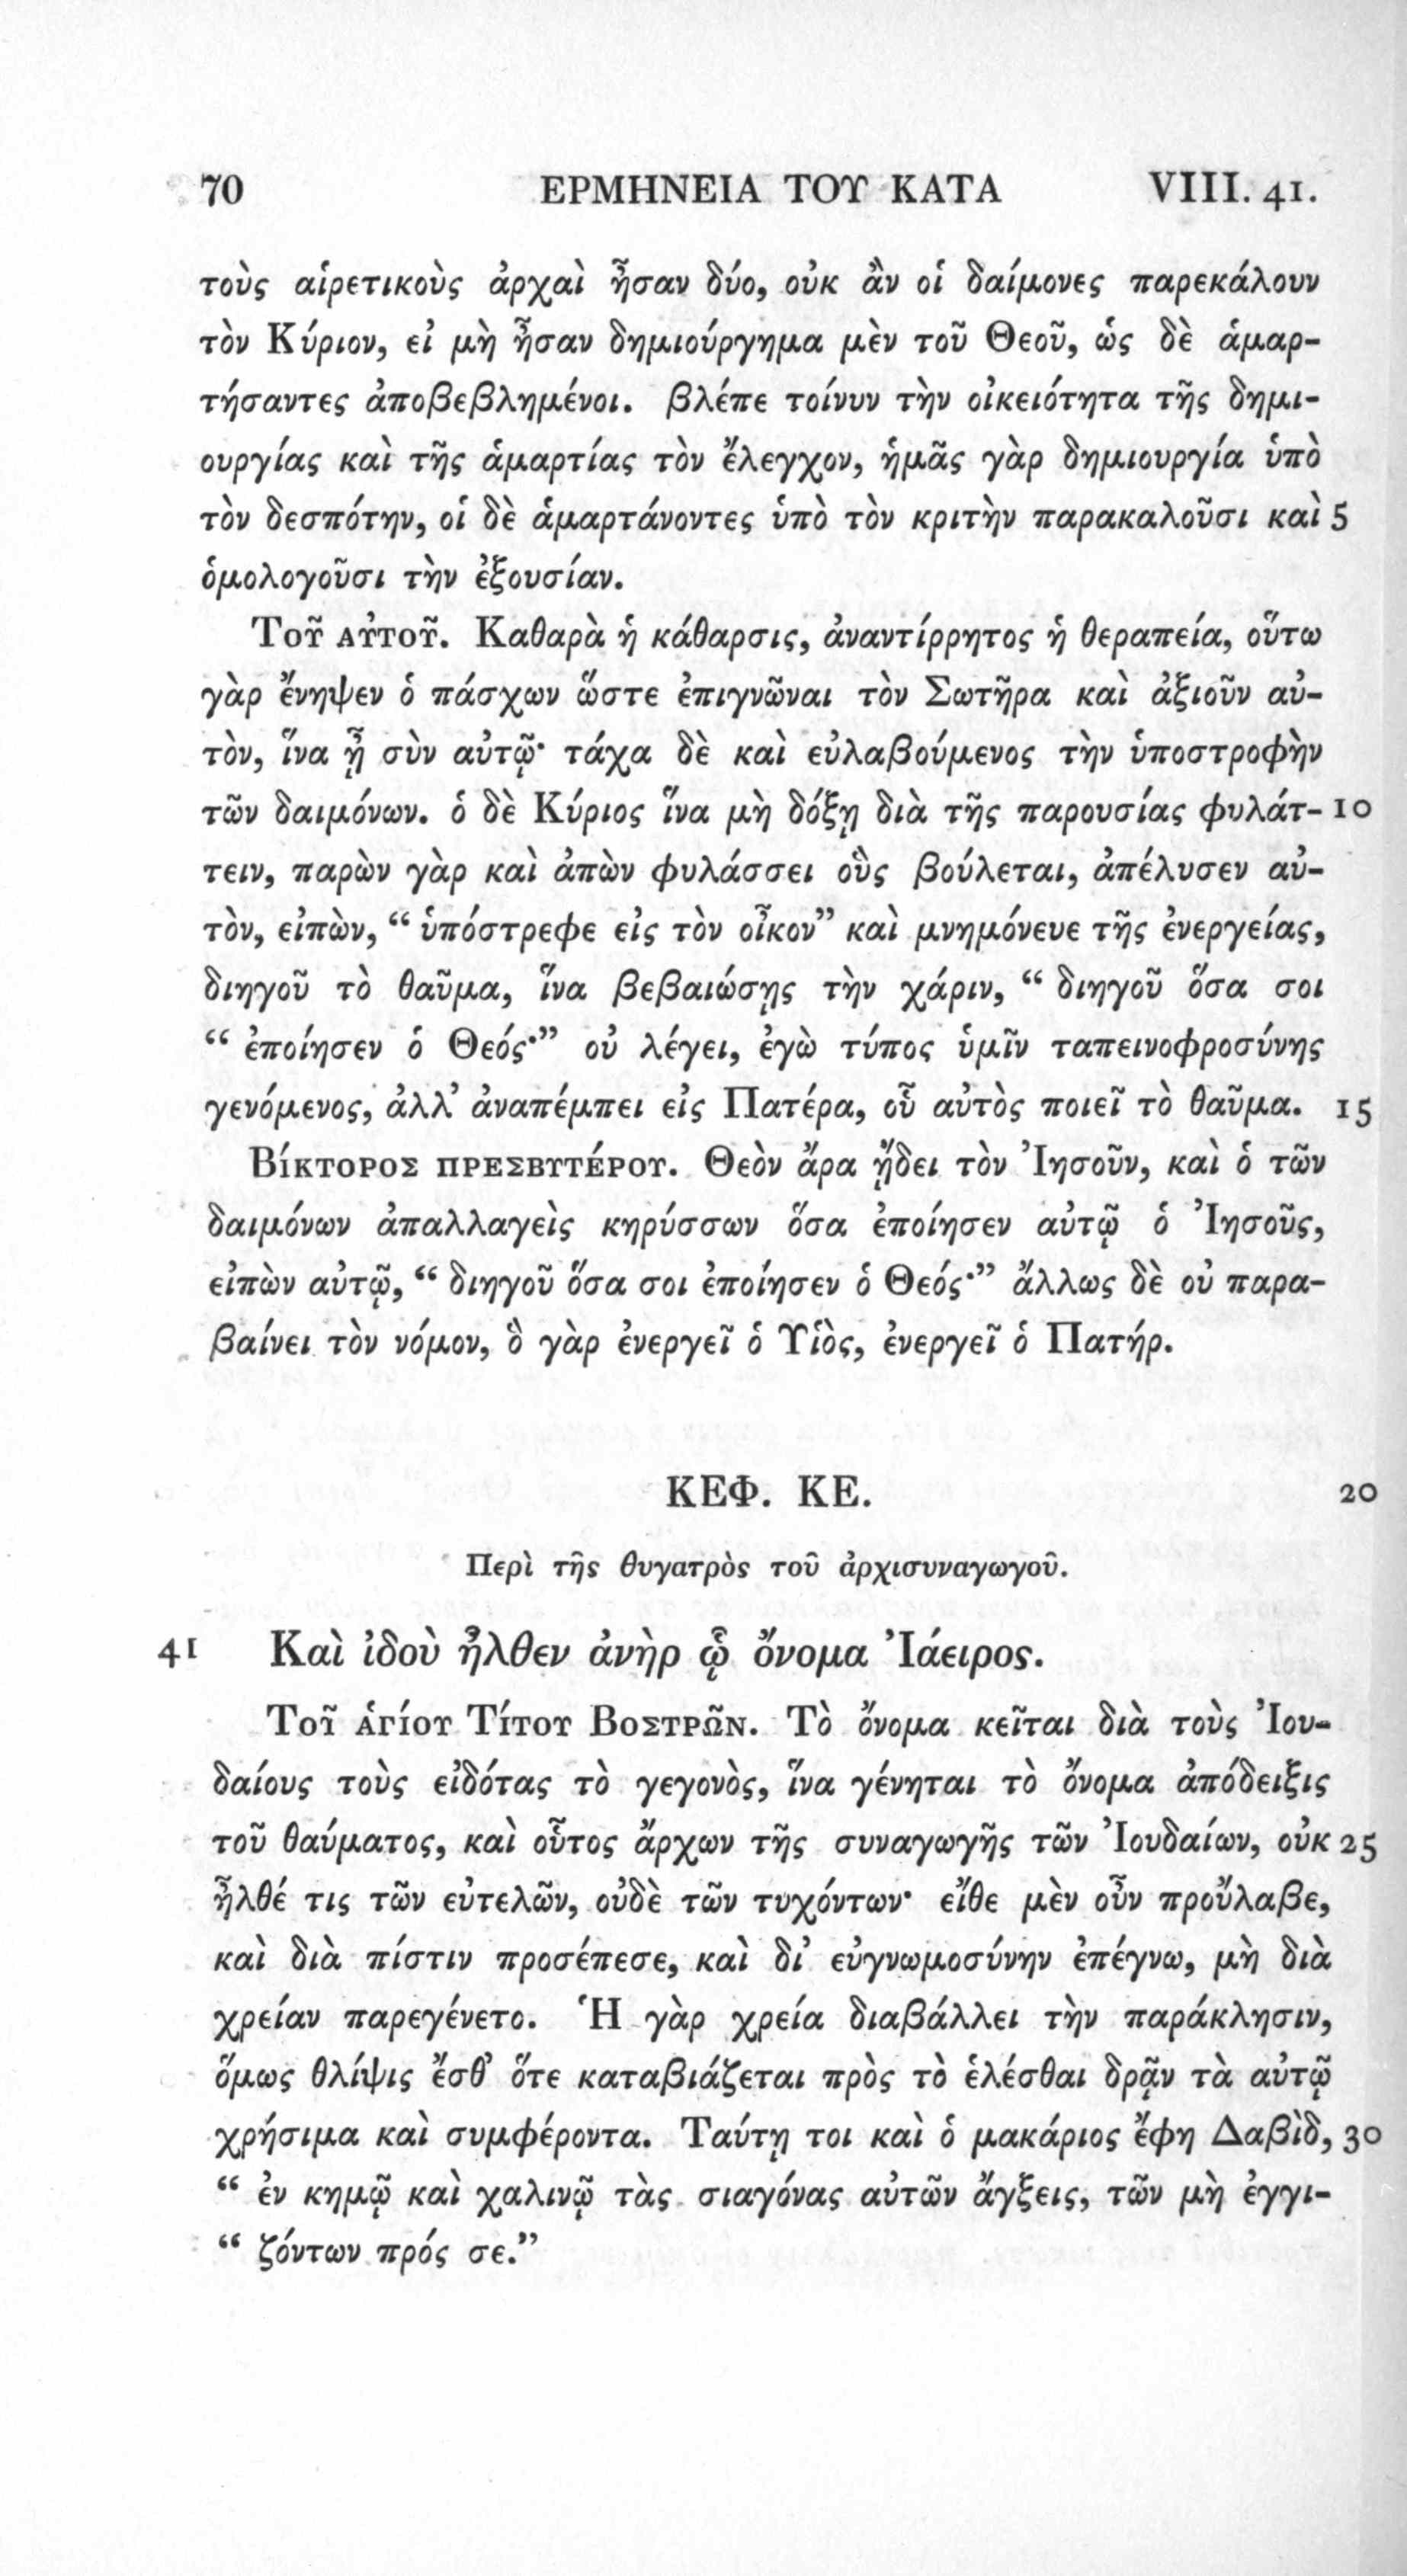 70 ΕΡΜΗΝΕΙΑ ΤΟΥ ΚΑΤΑ VIII. 41.
τοὺς αἱρετικοὺς ἀρχαὶ ἦσαν δύο, οὐκ ἂν οἱ δαίμονες παρεκάλουν
τὸν Κύριον, εἰ μὴ ἦσαν δημιούργημα μὲν τοῦ Θεοῦ, ὡς δὲ ἁμαρ-
τήσαντες ἀποβεβλημένοι. βλέπε τοίνυν τὴν οἰκειότητα τῆς δημι-
ουργίας καὶ τῆς ἁμαρτίας τὸν ἔλεγχον, ἡμᾶς γὰρ δημιουργία ὑπὸ
τὸν δεσπότην, οἱ δὲ ἁμαρτάνοντες ὑπὸ τὸν κριτὴν παρακαλοῦσι καὶ 5
ὁμολογοῦσι τὴν ἐξουσίαν.
Τοῦ αὐτοῦ. Καθαρὰ ἡ κάθαρσις, ἀναντίρρητος ἡ θεραπεία, οὕτω
γὰρ ἔνηψεν ὁ πάσχων ὥστε ἐπιγνῶναι τὸν Σωτῆρα καὶ ἀξιοῦν αὐ-
τὸν, ἵνα ᾖ σὺν αὐτῷ· τάχα δὲ καὶ εὐλαβούμενος τὴν ὑποστροφὴν
τῶν δαιμόνων. ὁ δὲ Κύριος ἵνα μὴ δόξῃ διὰ τῆς παρουσίας φυλάτ- 10
τειν, παρὼν γὰρ καὶ ἀπὼν φυλάσσει οὓς βούλεται, ἀπέλυσεν αὐ-
τὸν, εἰπὼν, “ ὑπόστρεφε εἰς τὸν οἶκον” καὶ μνημόνευε τῆς ἐνεργείας,
διηγοῦ τὸ θαῦμα, ἵνα βεβαιώσῃς τὴν χάριν, “ διηγοῦ ὅσα σοι
“ ἐποίησεν ὁ Θεός·” οὐ λέγει, ἐγὼ τύπος ὑμῖν ταπεινοφροσύνης
γενόμενος, ἀλλ’ ἀναπέμπει εἰς Πατέρα, οὗ αὐτὸς ποιεῖ τὸ θαῦμα. 15
Βίκτορος πρεσβυτέρου. Θεὸν ἄρα ᾔδει τὸν Ἰησοῦν, καὶ ὁ τῶν
δαιμόνων ἀπαλλαγεὶς κηρύσσων ὅσα ἐποίησεν αὐτῷ ὁ Ἰησοῦς,
εἰπὼν αὐτῷ, “ διηγοῦ ὅσα σοι ἐποίησεν ὁ Θεός·” ἄλλως δὲ οὐ παρα-
βαίνει τὸν νόμον, ὃ γὰρ ἐνεργεῖ ὁ Υἱὸς, ἐνεργεῖ ὁ Πατήρ.
ΚΕΦ. ΚΕ. 20
Περὶ τῆς θυγατρὸς τοῦ ἀρχισυναγωγοῦ.
41 Καὶ ἰδοὺ ἦλθεν ἀνὴρ ᾧ ὄνομα Ἰάειρος.
Τοῖ ἁγίου Τίτου Βοστρῶν. Τὸ ὄνομα κεῖται διὰ τοὺς Ἰου-
δαίους τοὺς εἰδότας τὸ γεγονὸς, ἵνα γένηται τὸ ὄνομα ἀπόδειξις
τοῦ θαύματος, καὶ οὗτος ἄρχων τῆς συναγωγῆς τῶν Ἰουδαίων, οὐκ 25
ἦλθέ τις τῶν εὐτελῶν, οὐδὲ τῶν τυχόντων· εἴθε μὲν οὖν προὔλαβε,
καὶ διὰ πίστιν προσέπεσε, καὶ δι’ εὐγνωμοσύνην ἐπέγνω, μὴ διὰ
χρείαν παρεγένετο. Ἡ γὰρ χρεία διαβάλλει τὴν παράκλησιν,
ὅμως θλίψις ἔσθ’ ὅτε καταβιάζεται πρὸς τὸ ἑλέσθαι δρᾷν τὰ αὐτῷ
χρήσιμα καὶ συμφέροντα. Ταύτῃ τοι καὶ ὁ μακάριος ἔφη Δαβὶδ, 30
“ ἐν κημῷ καὶ χαλινῷ τὰς σιαγόνας αὐτῶν ἄγξεις, τῶν μὴ ἐγγι-
“ ζόντων πρός σε.”